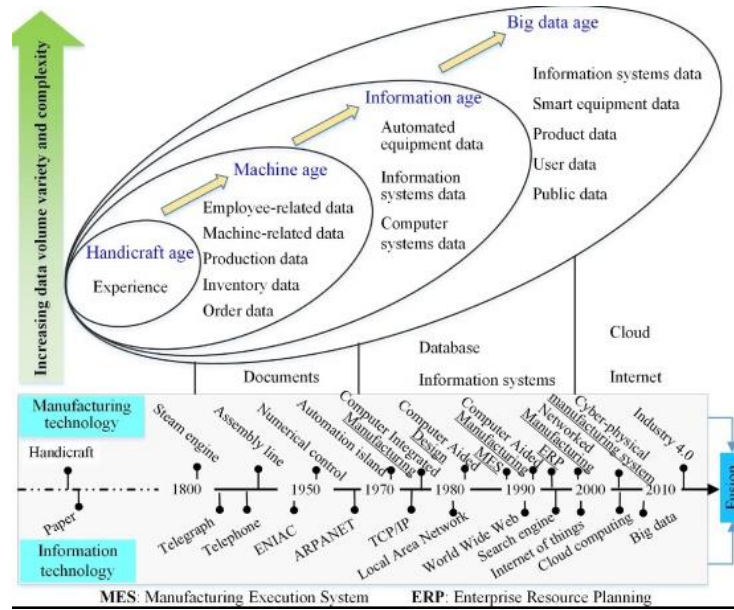 Increasing data volume variety and complexity
Big data age
Information systems data
Smart equipment data
Product data
User data
Public data
Information age
Automated
equipment data
Information
systems data
Computer
systems data
Machine age
Employee-related data
Machine-related data
Production data
Inventory data
Order data
Handicraft age
Experience
Documents
Database
Information systems
Cloud
Internet
Manufacturing
technology
Handicraft
Steam engine
Assembly line
Numerical control
Automation island
Computer Integrated
Manufacturing
Computer Aided
Design
Computer Aided
Manufacturing
MES
ERP
Networked
Manufacturing
Cyber-physical
manufacturing system
Industry 4.0
1800
1950
1970
1980
1990
2000
2010
Fusion
Paper
Telegraph
Telephone
ENIAC
ARPANET
TCP/IP
Local Area Network
World Wide Web
Search engine
Internet of things
Cloud computing
Big data
Information
technology
MES: Manufacturing Execution System
ERP: Enterprise Resource Planning